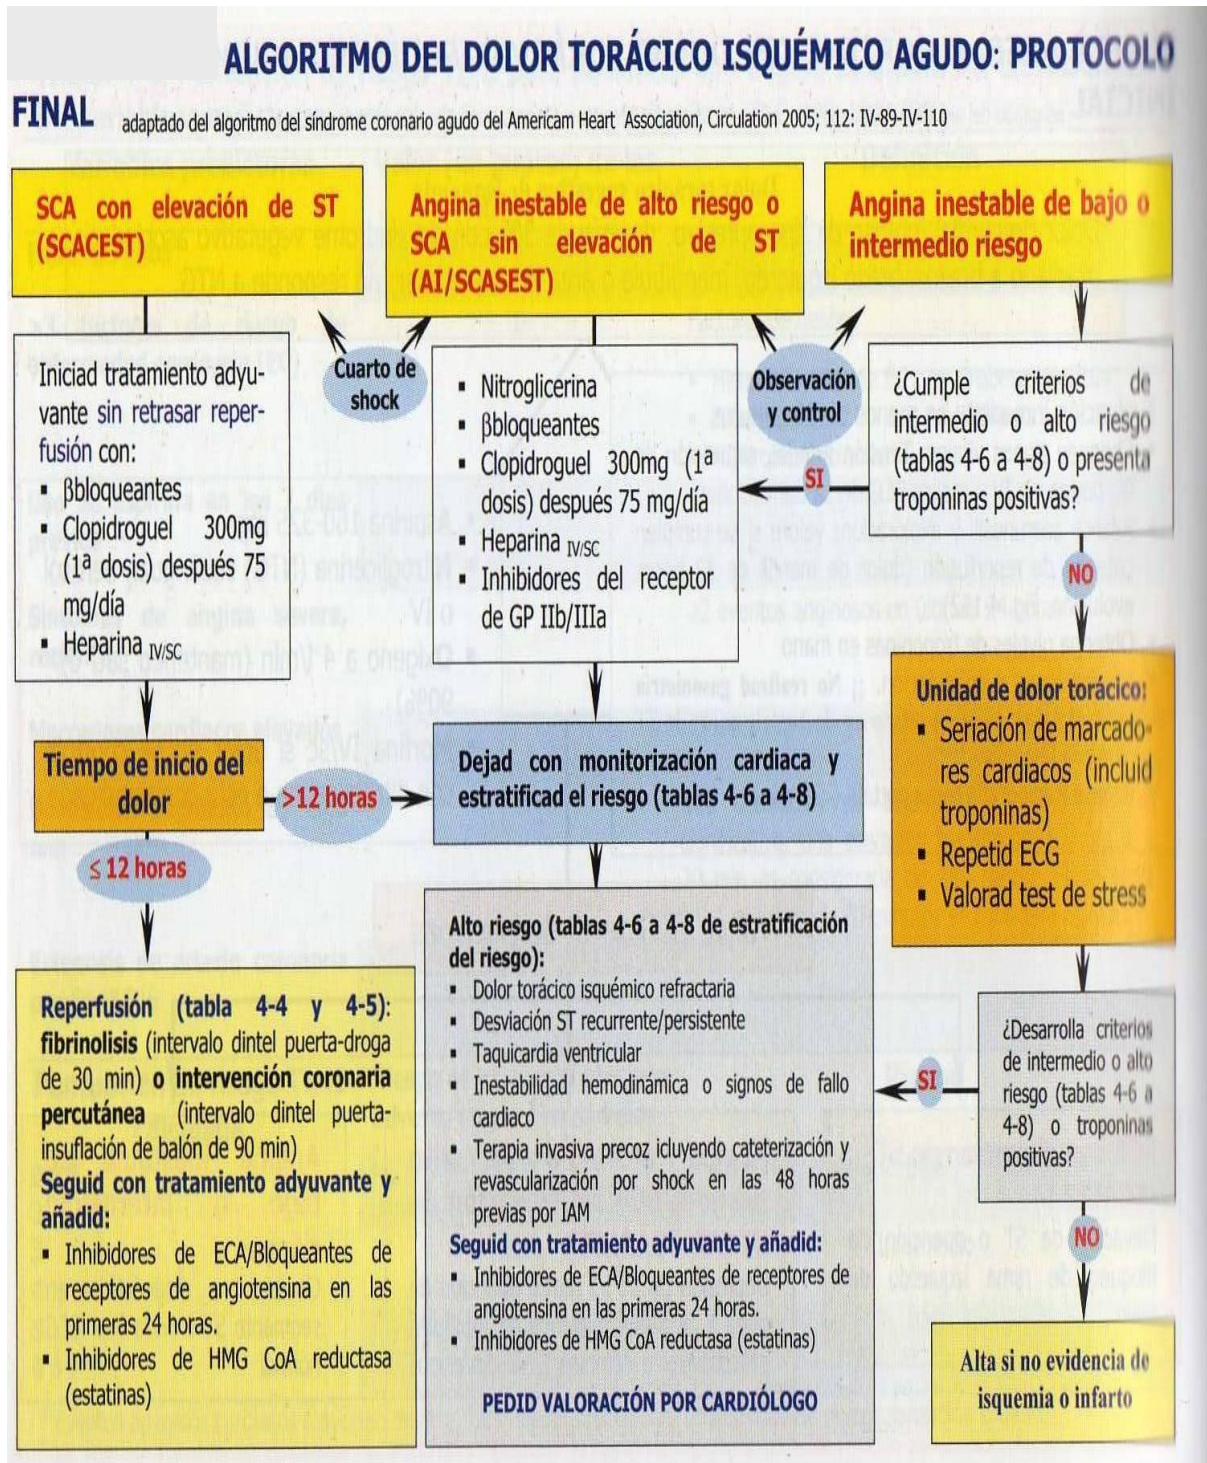 ALGORITMO DEL DOLOR TORÁCICO ISQUÉMICO AGUDO: PROTOCOLO
FINAL adaptado del algoritmo del síndrome coronario agudo del Americam Heart Association, Circulation 2005; 112: IV-89-IV-110
SCA con elevación de ST
(SCACEST)
Angina inestable de alto riesgo o
SCA sin elevación de ST
(AI/SCASEST)
Angina inestable de bajo o
intermedio riesgo
Cuarto de
shock
Observación
y control
Iniciad tratamiento adyu-
vante sin retrasar reper-
fusión con:
▪ βbloqueantes
▪ Clopidroguel 300mg
(1ª dosis) después 75
mg/día
▪ Heparina IV/SC
▪ Nitroglicerina
▪ βbloqueantes
▪ Clopidroguel 300mg (1ª
dosis) después 75 mg/día
▪ Heparina IV/SC
▪ Inhibidores del receptor
de GP IIb/IIIa
¿Cumple criterios de
intermedio o alto riesgo
(tablas 4-6 a 4-8) o presenta
troponinas positivas?
SI
NO
Tiempo de inicio del
dolor
>12 horas
≤ 12 horas
Dejad con monitorización cardiaca y
estratificad el riesgo (tablas 4-6 a 4-8)
Unidad de dolor torácico:
▪ Seriación de marcado-
res cardiacos (incluid
troponinas)
▪ Repetid ECG
▪ Valorad test de stress
Reperfusión (tabla 4-4 y 4-5):
fibrinolisis (intervalo dintel puerta-droga
de 30 min) o intervención coronaria
percutánea (intervalo dintel puerta-
insuflación de balón de 90 min)
Seguid con tratamiento adyuvante y
añadid:
▪ Inhibidores de ECA/Bloqueantes de
receptores de angiotensina en las
primeras 24 horas.
▪ Inhibidores de HMG CoA reductasa
(estatinas)
Alto riesgo (tablas 4-6 a 4-8 de estratificación
del riesgo):
▪ Dolor torácico isquémico refractaria
▪ Desviación ST recurrente/persistente
▪ Taquicardia ventricular
▪ Inestabilidad hemodinámica o signos de fallo
cardiaco
▪ Terapia invasiva precoz icluyendo cateterización y
revascularización por shock en las 48 horas
previas por IAM
Seguid con tratamiento adyuvante y añadid:
▪ Inhibidores de ECA/Bloqueantes de receptores de
angiotensina en las primeras 24 horas.
▪ Inhibidores de HMG CoA reductasa (estatinas)
PEDID VALORACIÓN POR CARDIÓLOGO
¿Desarrolla criterios
de intermedio o alto
riesgo (tablas 4-6 a
4-8) o troponinas
positivas?
SI
NO
Alta si no evidencia de
isquemia o infarto